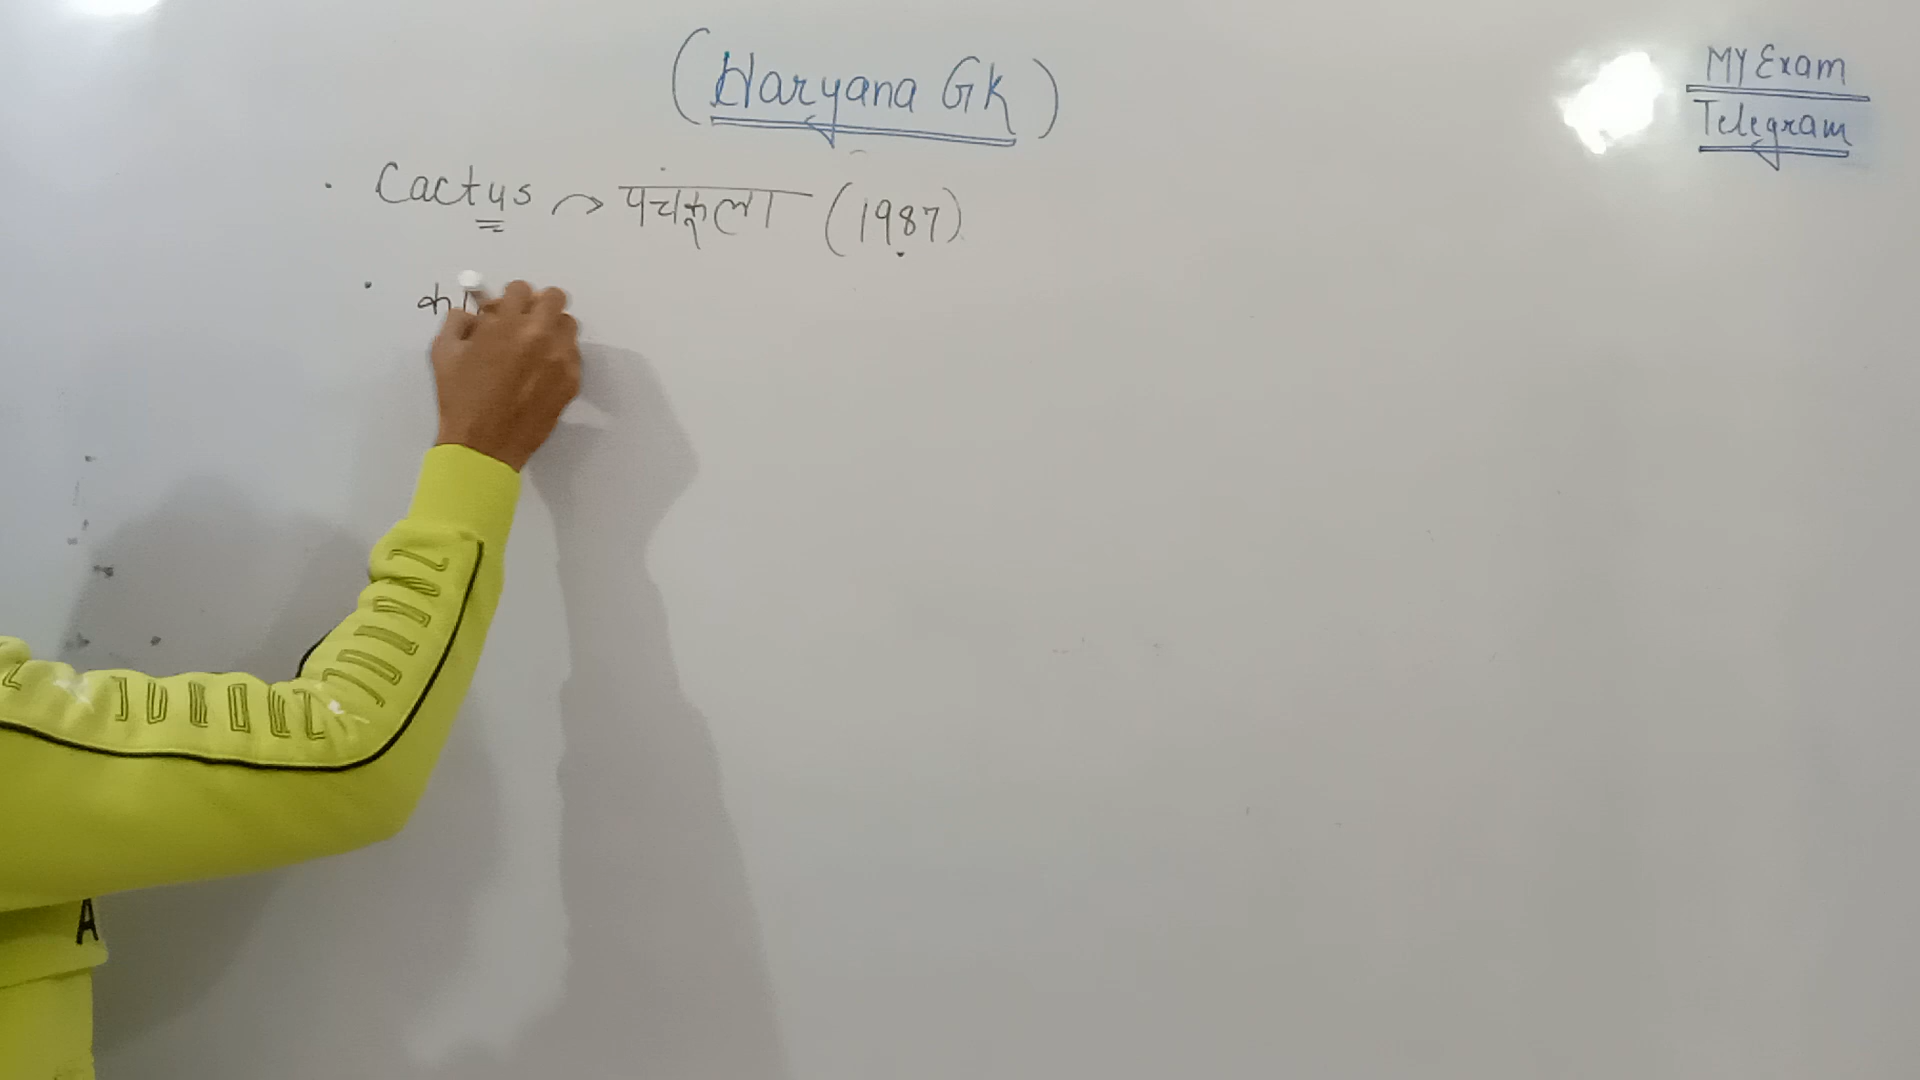 (Haryana GK)
MY Exam
Telegram
. Cactus → पंचकूला (1987)
. का
A